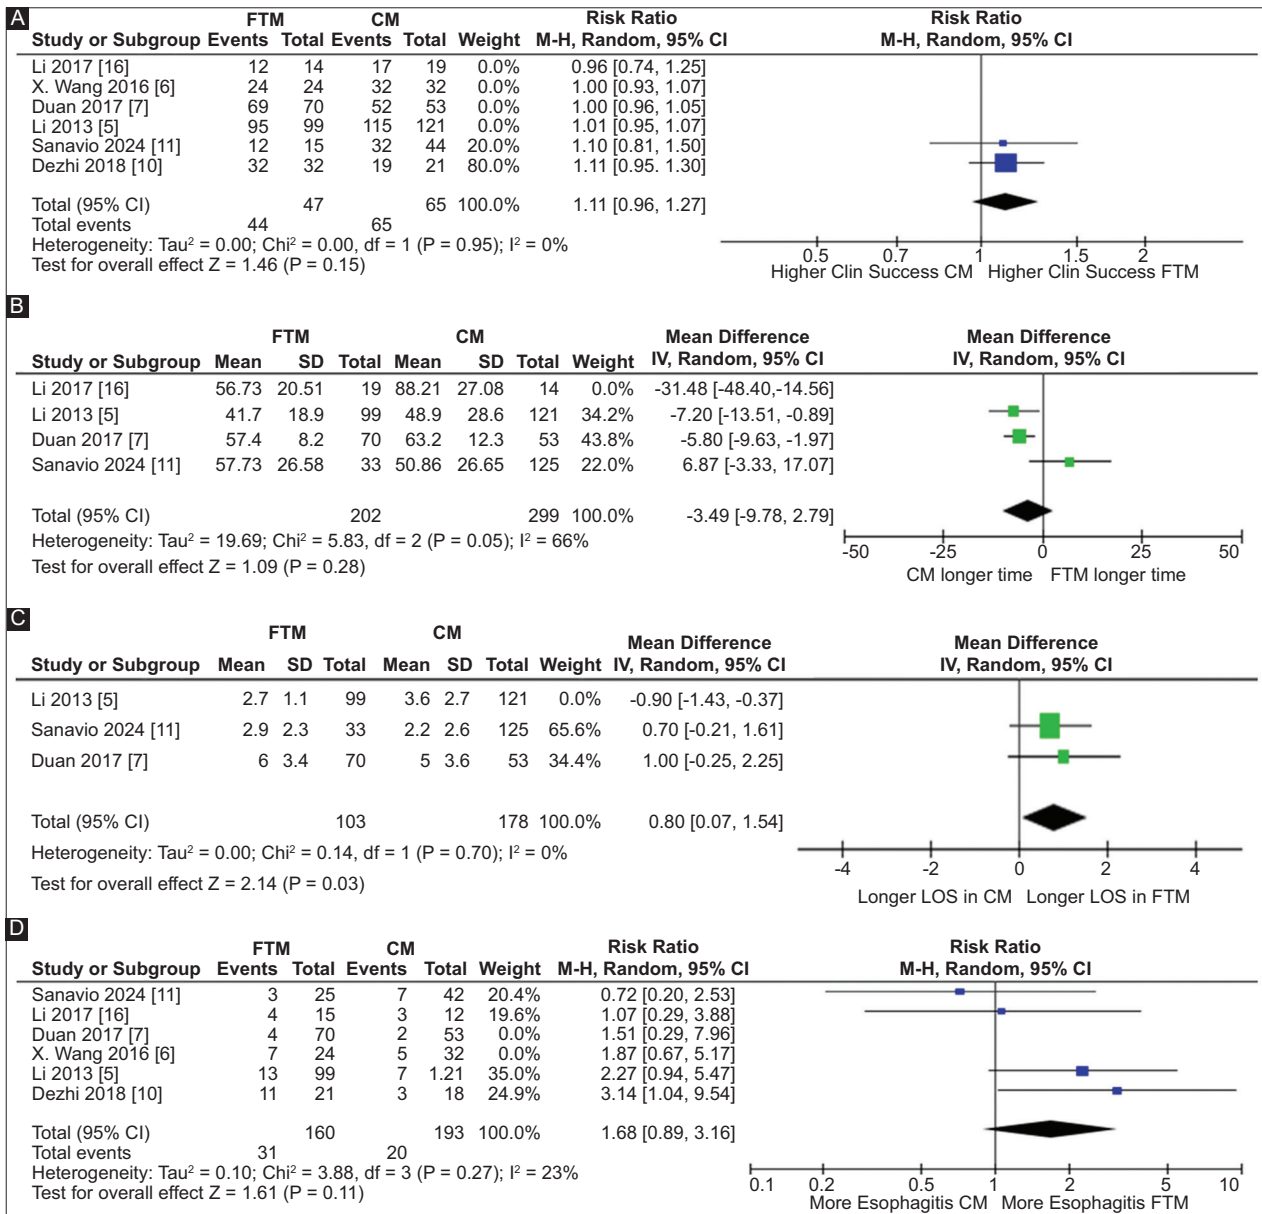 A
FTM CM Risk Ratio Risk Ratio
Study or Subgroup Events Total Events Total Weight M-H, Random, 95% CI M-H, Random, 95% CI
Li 2017 [16] 12 14 17 19 0.0% 0.96 [0.74, 1.25]
X. Wang 2016 [6] 24 24 32 32 0.0% 1.00 [0.93, 1.07]
Duan 2017 [7] 69 70 52 53 0.0% 1.00 [0.96, 1.05]
Li 2013 [5] 95 99 115 121 0.0% 1.01 [0.95, 1.07]
Sanavio 2024 [11] 12 15 32 44 20.0% 1.10 [0.81, 1.50]
Dezhi 2018 [10] 32 32 19 21 80.0% 1.11 [0.95. 1.30]
Total (95% CI) 47 65 100.0% 1.11 [0.96, 1.27]
Total events 44 65
Heterogeneity: Tau² = 0.00; Chi² = 0.00, df = 1 (P = 0.95); I² = 0%
Test for overall effect Z = 1.46 (P = 0.15)
0.5 0.7 1 1.5 2
Higher Clin Success CM Higher Clin Success FTM
B
FTM CM Mean Difference Mean Difference
Study or Subgroup Mean SD Total Mean SD Total Weight IV, Random, 95% CI IV, Random, 95% CI
Li 2017 [16] 56.73 20.51 19 88.21 27.08 14 0.0% -31.48 [-48.40,-14.56]
Li 2013 [5] 41.7 18.9 99 48.9 28.6 121 34.2% -7.20 [-13.51, -0.89]
Duan 2017 [7] 57.4 8.2 70 63.2 12.3 53 43.8% -5.80 [-9.63, -1.97]
Sanavio 2024 [11] 57.73 26.58 33 50.86 26.65 125 22.0% 6.87 [-3.33, 17.07]
Total (95% CI) 202 299 100.0% -3.49 [-9.78, 2.79]
Heterogeneity: Tau² = 19.69; Chi² = 5.83, df = 2 (P = 0.05); I² = 66%
Test for overall effect Z = 1.09 (P = 0.28)
-50 -25 0 25 50
CM longer time FTM longer time
C
FTM CM Mean Difference Mean Difference
Study or Subgroup Mean SD Total Mean SD Total Weight IV, Random, 95% CI IV, Random, 95% CI
Li 2013 [5] 2.7 1.1 99 3.6 2.7 121 0.0% -0.90 [-1.43, -0.37]
Sanavio 2024 [11] 2.9 2.3 33 2.2 2.6 125 65.6% 0.70 [-0.21, 1.61]
Duan 2017 [7] 6 3.4 70 5 3.6 53 34.4% 1.00 [-0.25, 2.25]
Total (95% CI) 103 178 100.0% 0.80 [0.07, 1.54]
Heterogeneity: Tau² = 0.00; Chi² = 0.14, df = 1 (P = 0.70); I² = 0%
Test for overall effect Z = 2.14 (P = 0.03)
-4 -2 0 2 4
Longer LOS in CM Longer LOS in FTM
D
FTM CM Risk Ratio Risk Ratio
Study or Subgroup Events Total Events Total Weight M-H, Random, 95% CI M-H, Random, 95% CI
Sanavio 2024 [11] 3 25 7 42 20.4% 0.72 [0.20, 2.53]
Li 2017 [16] 4 15 3 12 19.6% 1.07 [0.29, 3.88]
Duan 2017 [7] 4 70 2 53 0.0% 1.51 [0.29, 7.96]
X. Wang 2016 [6] 7 24 5 32 0.0% 1.87 [0.67, 5.17]
Li 2013 [5] 13 99 7 1.21 35.0% 2.27 [0.94, 5.47]
Dezhi 2018 [10] 11 21 3 18 24.9% 3.14 [1.04, 9.54]
Total (95% CI) 160 193 100.0% 1.68 [0.89, 3.16]
Total events 31 20
Heterogeneity: Tau² = 0.10; Chi² = 3.88, df = 3 (P = 0.27); I² = 23%
Test for overall effect Z = 1.61 (P = 0.11)
0.1 0.2 0.5 1 2 5 10
More Esophagitis CM More Esophagitis FTM